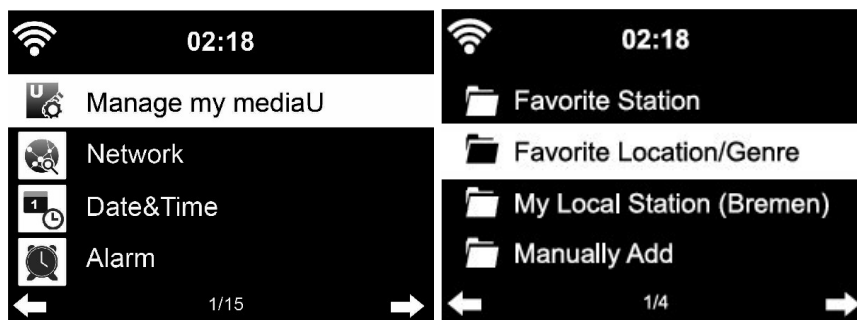 02:18
Manage my mediaU
Network
Date&Time
Alarm
1/15
02:18
Favorite Station
Favorite Location/Genre
My Local Station (Bremen)
Manually Add
1/4